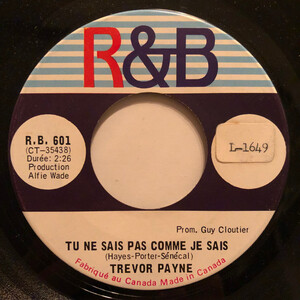 R&B
R.B. 601
(CT-35438)
Durée: 2:26
Production
Alfie Wade
L-1649
Prom. Guy Cloutier
TU NE SAIS PAS COMME JE SAIS
(Hayes-Porter-Sénécal)
TREVOR PAYNE
Fabriqué au Canada Made in Canada